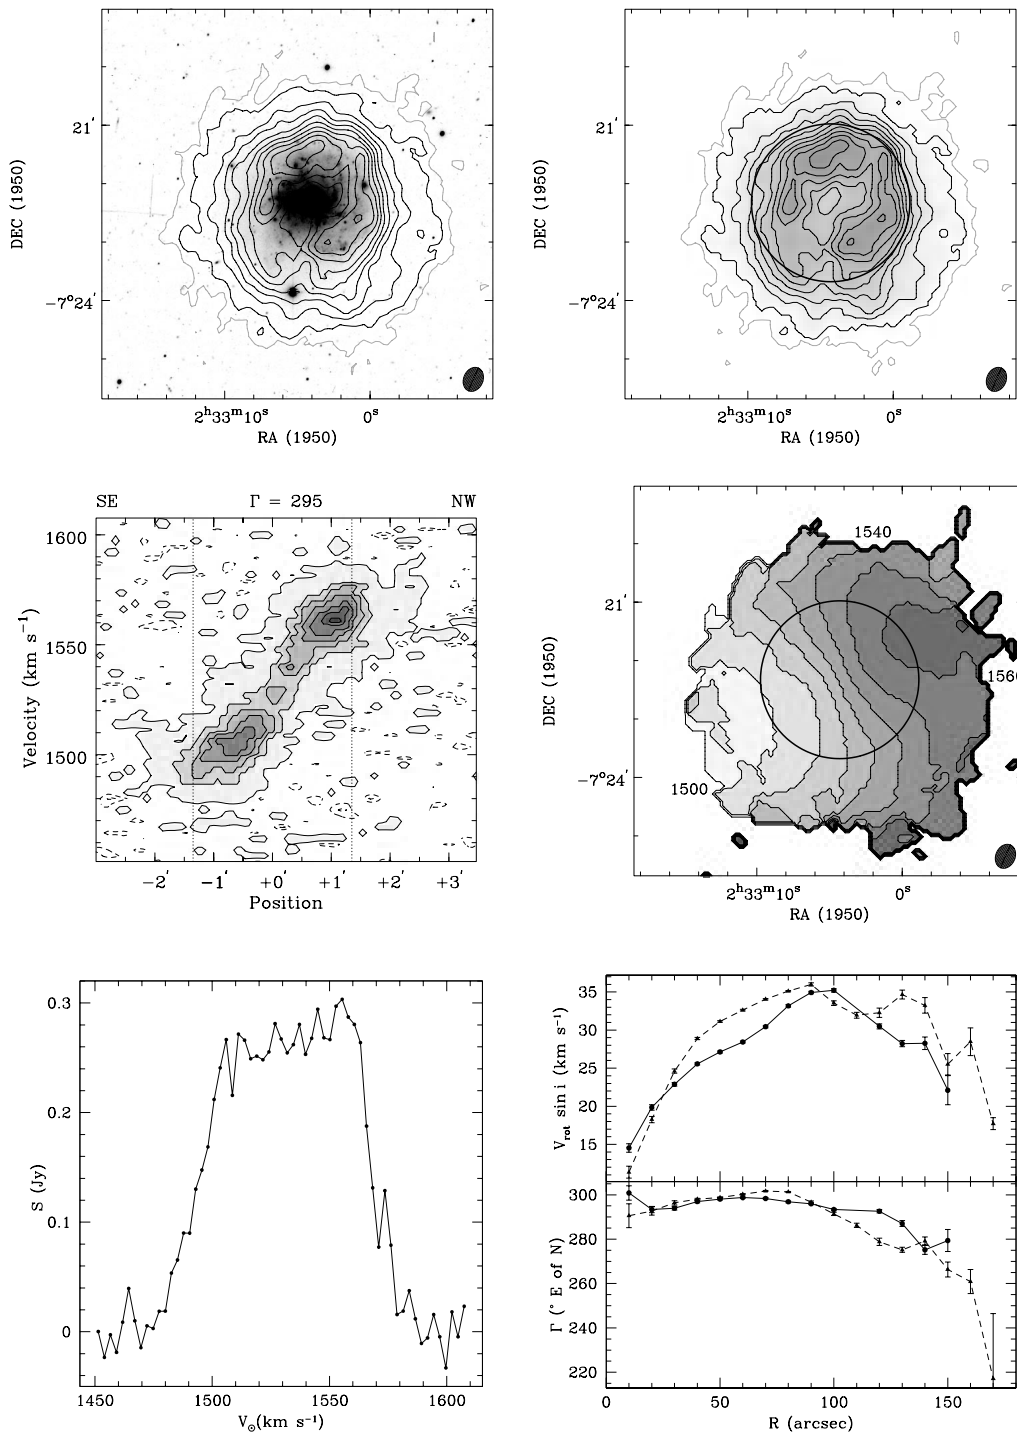 DEC (1950)
21′
−7°24′
2ʰ33ᵐ10ˢ
0ˢ
RA (1950)
DEC (1950)
21′
−7°24′
2ʰ33ᵐ10ˢ
0ˢ
RA (1950)
SE
Γ = 295
NW
Velocity (km s⁻¹)
1600
1550
1500
−2′
−1′
+0′
+1′
+2′
+3′
Position
DEC (1950)
21′
−7°24′
1540
1560
1500
2ʰ33ᵐ10ˢ
0ˢ
RA (1950)
S (Jy)
0.3
0.2
0.1
0
1450
1500
1550
1600
V⊙(km s⁻¹)
Vrot sin i (km s⁻¹)
35
30
25
20
15
Γ (° E of N)
300
280
260
240
220
0
50
100
150
R (arcsec)